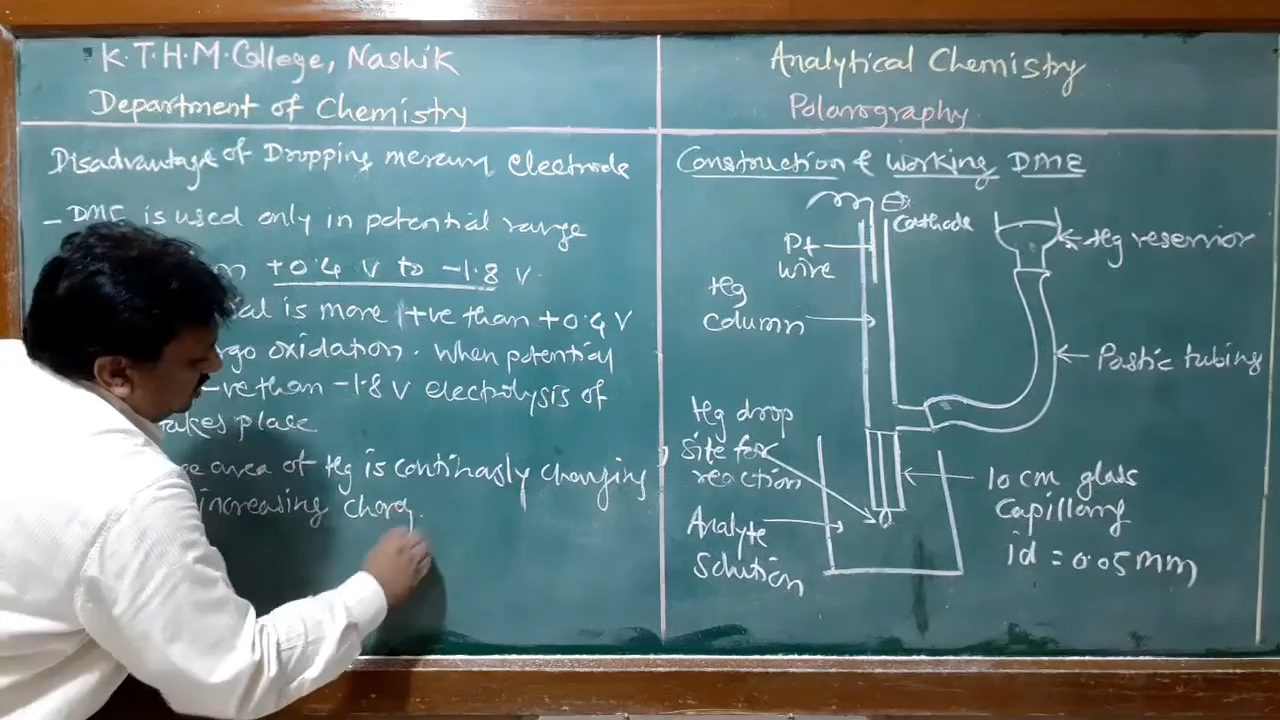 K.T.H.M. College, Nashik
Department of Chemistry
Disadvantage of Dropping mercury electrode
- DME is used only in potential range
+0.4 V to -1.8 V.
is more +ve than +0.4 V
oxidation. When potential
-ve than -1.8 V electrolysis of
takes place
area of Hg is continasly changing
increasing charg
Analytical Chemistry
Polarography
Construction & working DME
Cathode
Pt
wire
Hg
column
Hg reservior
Pastic tubing
Hg drop
site for
reaction
Analyte
solution
10 cm glass
Capillary
id = 0.05 mm